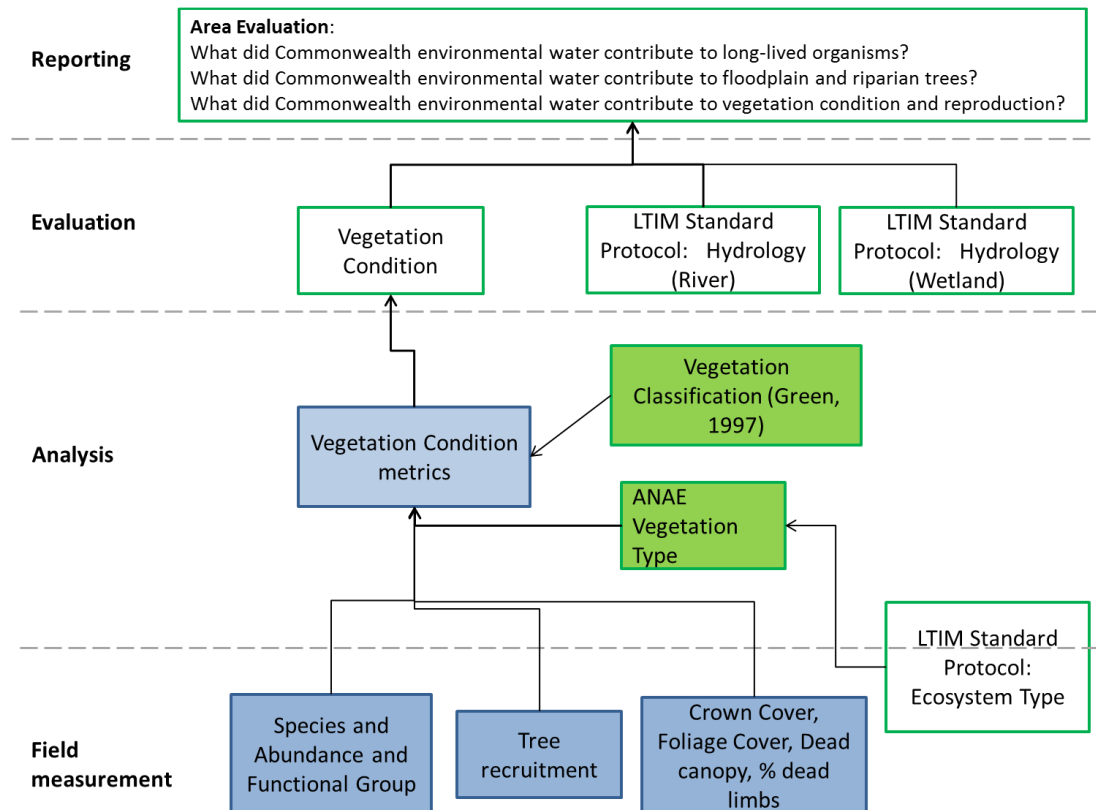 Reporting
Area Evaluation:
What did Commonwealth environmental water contribute to long-lived organisms?
What did Commonwealth environmental water contribute to floodplain and riparian trees?
What did Commonwealth environmental water contribute to vegetation condition and reproduction?
Evaluation
Vegetation
Condition
LTIM Standard
Protocol: Hydrology
(River)
LTIM Standard
Protocol: Hydrology
(Wetland)
Analysis
Vegetation Condition
metrics
Vegetation
Classification (Green,
1997)
ANAE
Vegetation
Type
LTIM Standard
Protocol:
Ecosystem Type
Field
measurement
Species and
Abundance and
Functional Group
Tree
recruitment
Crown Cover,
Foliage Cover, Dead
canopy, % dead
limbs